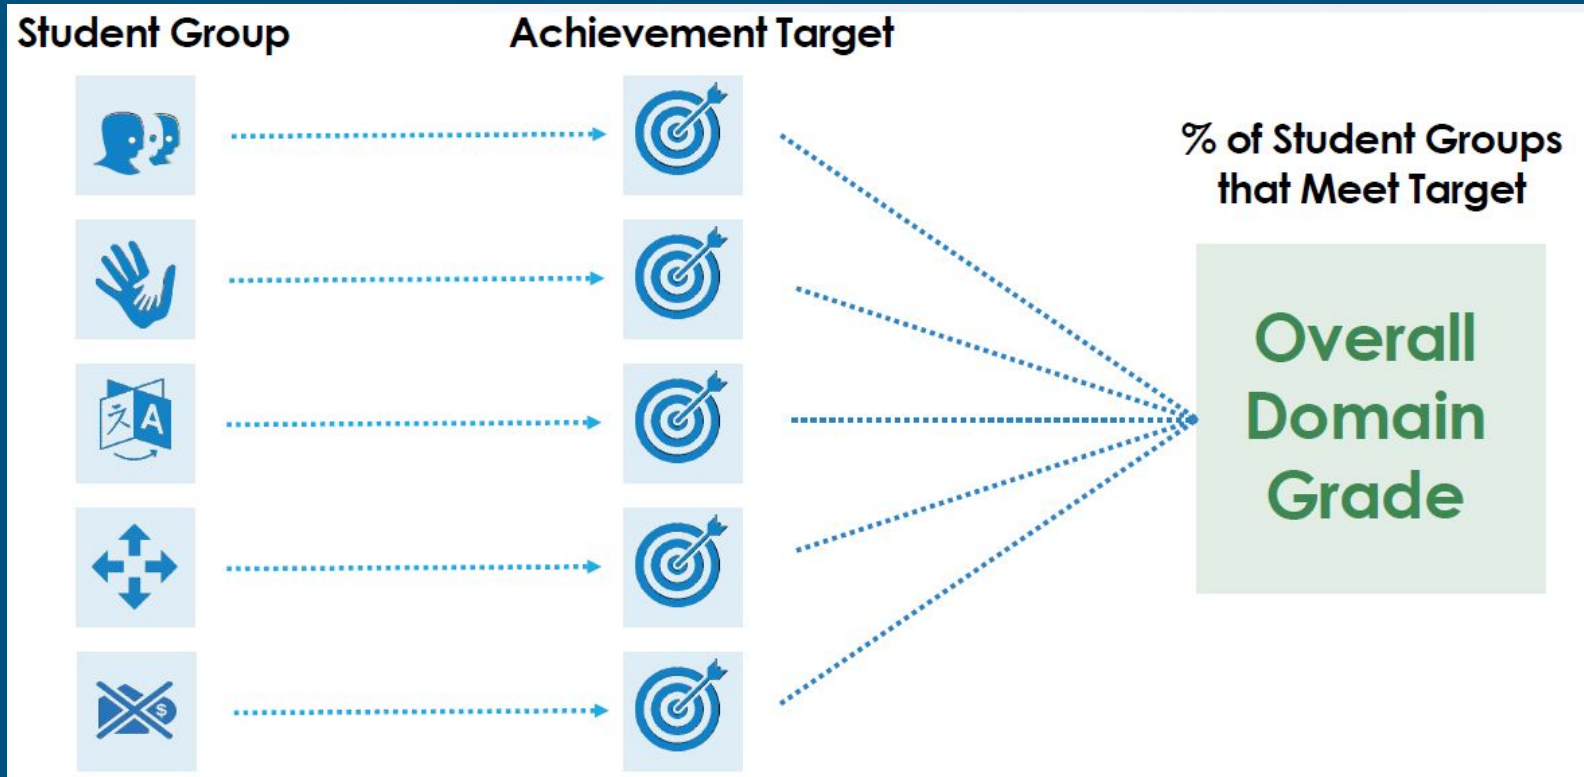 Student Group
Achievement Target
% of Student Groups
that Meet Target
Overall
Domain
Grade
A
$